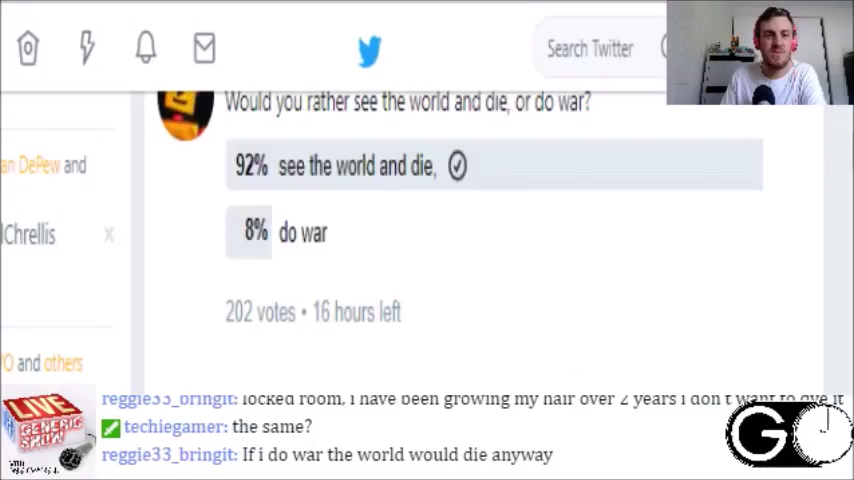 Search Twitter
Would you rather see the world and die, or do war?
an DePew and
92% see the world and die,
lChrellis x
8% do war
202 votes • 16 hours left
/O and others
reggie33_bringit: locked room, i have been growing my hair over 2 years i don't want to dye it
techiegamer: the same?
reggie33_bringit: If i do war the world would die anyway
LIVE
GENERIC
SHOW
GO